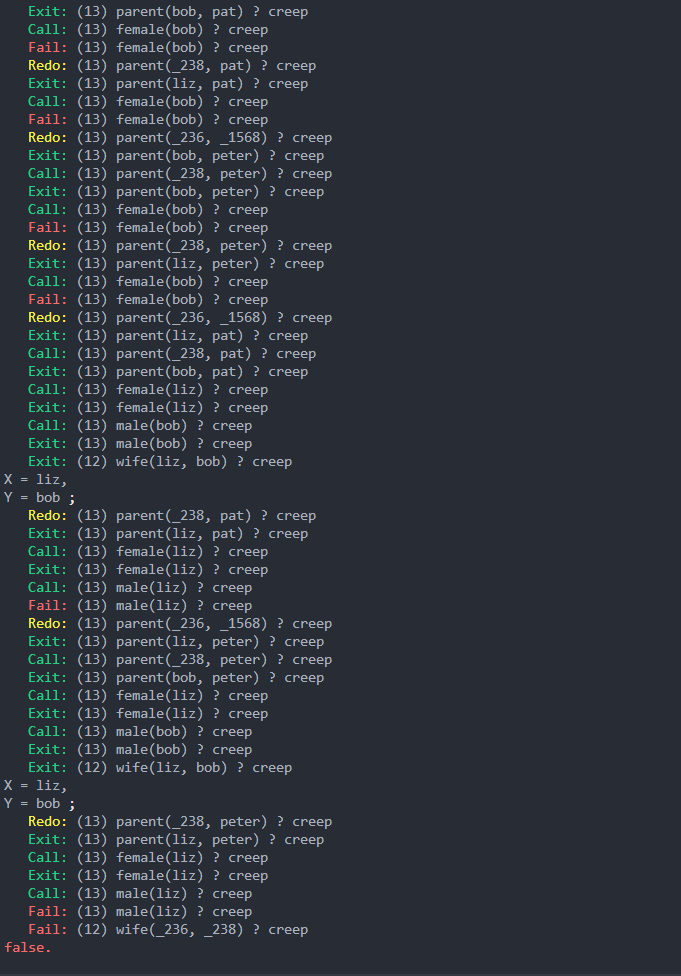 Exit: (13) parent(bob, pat) ? creep
Call: (13) female(bob) ? creep
Fail: (13) female(bob) ? creep
Redo: (13) parent(_238, pat) ? creep
Exit: (13) parent(liz, pat) ? creep
Call: (13) female(bob) ? creep
Fail: (13) female(bob) ? creep
Redo: (13) parent(_236, _1568) ? creep
Exit: (13) parent(bob, peter) ? creep
Call: (13) parent(_238, peter) ? creep
Exit: (13) parent(bob, peter) ? creep
Call: (13) female(bob) ? creep
Fail: (13) female(bob) ? creep
Redo: (13) parent(_238, peter) ? creep
Exit: (13) parent(liz, peter) ? creep
Call: (13) female(bob) ? creep
Fail: (13) female(bob) ? creep
Redo: (13) parent(_236, _1568) ? creep
Exit: (13) parent(liz, pat) ? creep
Call: (13) parent(_238, pat) ? creep
Exit: (13) parent(bob, pat) ? creep
Call: (13) female(liz) ? creep
Exit: (13) female(liz) ? creep
Call: (13) male(bob) ? creep
Exit: (13) male(bob) ? creep
Exit: (12) wife(liz, bob) ? creep
X = liz,
Y = bob ;
Redo: (13) parent(_238, pat) ? creep
Exit: (13) parent(liz, pat) ? creep
Call: (13) female(liz) ? creep
Exit: (13) female(liz) ? creep
Call: (13) male(liz) ? creep
Fail: (13) male(liz) ? creep
Redo: (13) parent(_236, _1568) ? creep
Exit: (13) parent(liz, peter) ? creep
Call: (13) parent(_238, peter) ? creep
Exit: (13) parent(bob, peter) ? creep
Call: (13) female(liz) ? creep
Exit: (13) female(liz) ? creep
Call: (13) male(bob) ? creep
Exit: (13) male(bob) ? creep
Exit: (12) wife(liz, bob) ? creep
X = liz,
Y = bob ;
Redo: (13) parent(_238, peter) ? creep
Exit: (13) parent(liz, peter) ? creep
Call: (13) female(liz) ? creep
Exit: (13) female(liz) ? creep
Call: (13) male(liz) ? creep
Fail: (13) male(liz) ? creep
Fail: (12) wife(_236, _238) ? creep
false.